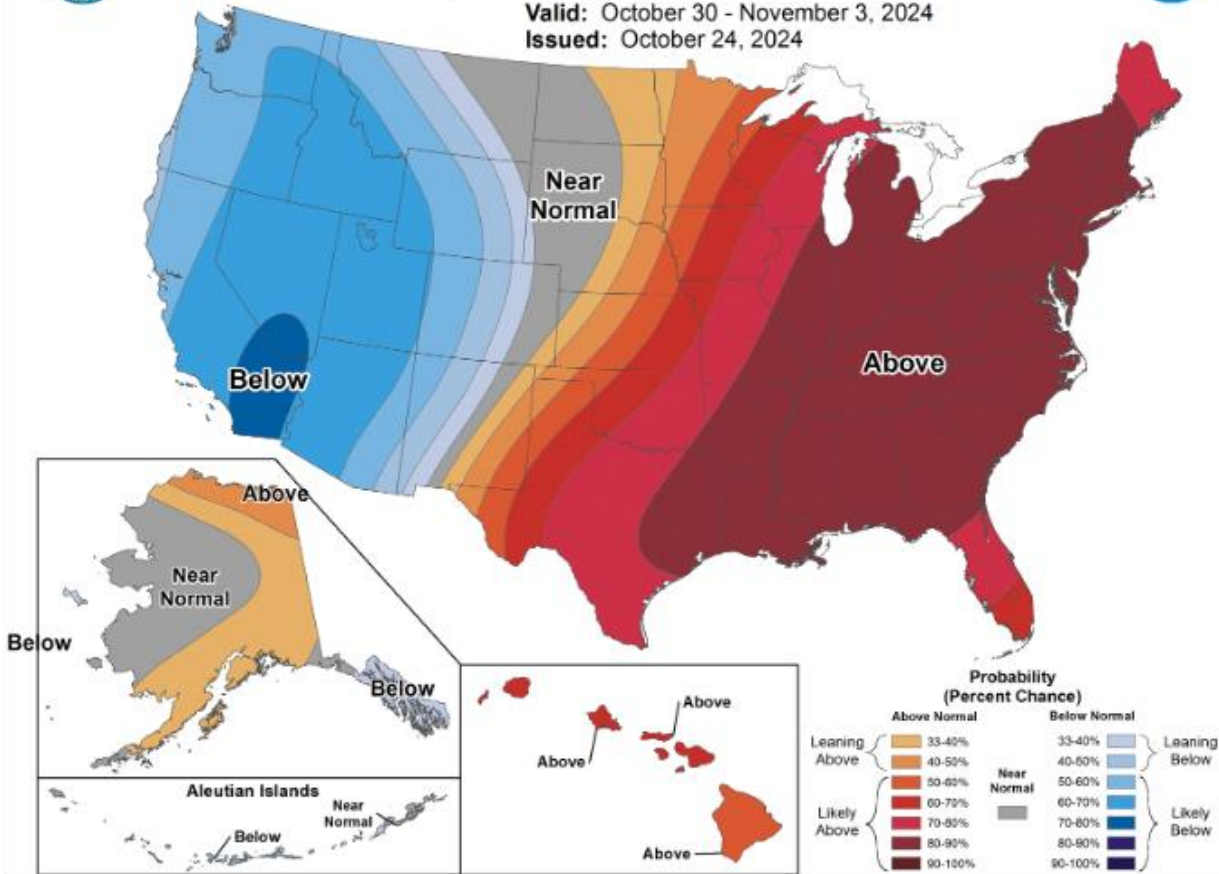 Valid: October 30 - November 3, 2024
Issued: October 24, 2024
Near
Normal
Above
Below
Above
Near
Normal
Below
Below
Above
Above
Above
Aleutian Islands
Near
Normal
Below
Probability
(Percent Chance)
Above Normal
Below Normal
Leaning
Above
33-40%
33-40%
Leaning
Below
40-50%
40-50%
50-60%
50-60%
Near
Normal
60-70%
60-70%
Likely
Above
70-80%
70-80%
Likely
Below
80-90%
80-90%
90-100%
90-100%